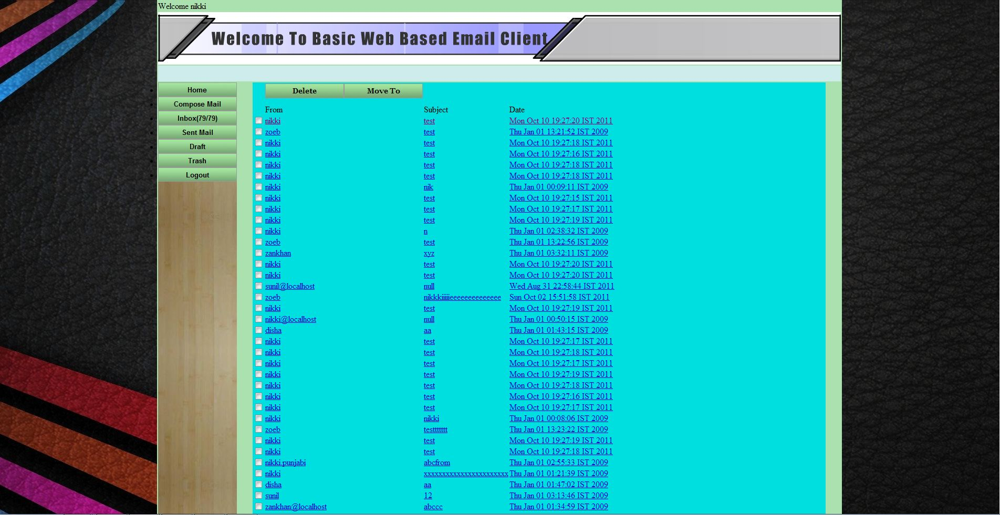 Welcome nikki
Welcome To Basic Web Based Email Client
Home
Compose Mail
Inbox(79/79)
Sent Mail
Draft
Trash
Logout
Delete Move To
From Subject Date
nikki test Mon Oct 10 19:27:20 IST 2011
zoeb test Thu Jan 01 13:21:52 IST 2009
nikki test Mon Oct 10 19:27:18 IST 2011
nikki test Mon Oct 10 19:27:16 IST 2011
nikki test Mon Oct 10 19:27:18 IST 2011
nikki test Mon Oct 10 19:27:18 IST 2011
nikki nik Thu Jan 01 00:09:11 IST 2009
nikki test Mon Oct 10 19:27:15 IST 2011
nikki test Mon Oct 10 19:27:17 IST 2011
nikki test Mon Oct 10 19:27:19 IST 2011
nikki n Thu Jan 01 02:38:32 IST 2009
zoeb test Thu Jan 01 13:22:56 IST 2009
zankhan xyz Thu Jan 01 03:32:11 IST 2009
nikki test Mon Oct 10 19:27:20 IST 2011
nikki test Mon Oct 10 19:27:20 IST 2011
sunil@localhost null Wed Aug 31 22:58:44 IST 2011
zoeb Sun Oct 02 15:51:58 IST 2011
nikki test Mon Oct 10 19:27:19 IST 2011
nikki@localhost null Thu Jan 01 00:50:15 IST 2009
disha aa Thu Jan 01 01:43:15 IST 2009
nikki test Mon Oct 10 19:27:17 IST 2011
nikki test Mon Oct 10 19:27:18 IST 2011
nikki test Mon Oct 10 19:27:17 IST 2011
nikki test Mon Oct 10 19:27:19 IST 2011
nikki test Mon Oct 10 19:27:18 IST 2011
nikki test Mon Oct 10 19:27:16 IST 2011
nikki test Mon Oct 10 19:27:17 IST 2011
nikki nikki Thu Jan 01 00:08:06 IST 2009
zoeb Thu Jan 01 13:23:22 IST 2009
nikki test Mon Oct 10 19:27:19 IST 2011
nikki test Mon Oct 10 19:27:18 IST 2011
nikki.punjabi abcfrom Thu Jan 01 02:55:33 IST 2009
nikki Thu Jan 01 01:21:39 IST 2009
disha aa Thu Jan 01 01:47:02 IST 2009
sunil 12 Thu Jan 01 03:13:46 IST 2009
zankhan@localhost abccc Thu Jan 01 01:34:59 IST 2009